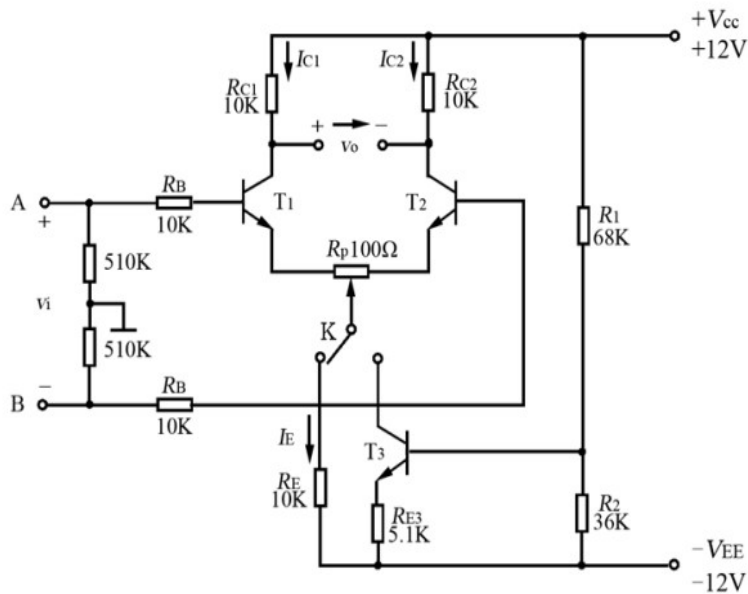 +Vcc
+12V
IC1
IC2
RC1
10K
RC2
10K
+
−
vo
A
+
RB
10K
T1
T2
Rp100Ω
R1
68K
510K
vi
510K
K
B
−
RB
10K
IE
T3
RE
10K
RE3
5.1K
R2
36K
−VEE
−12V